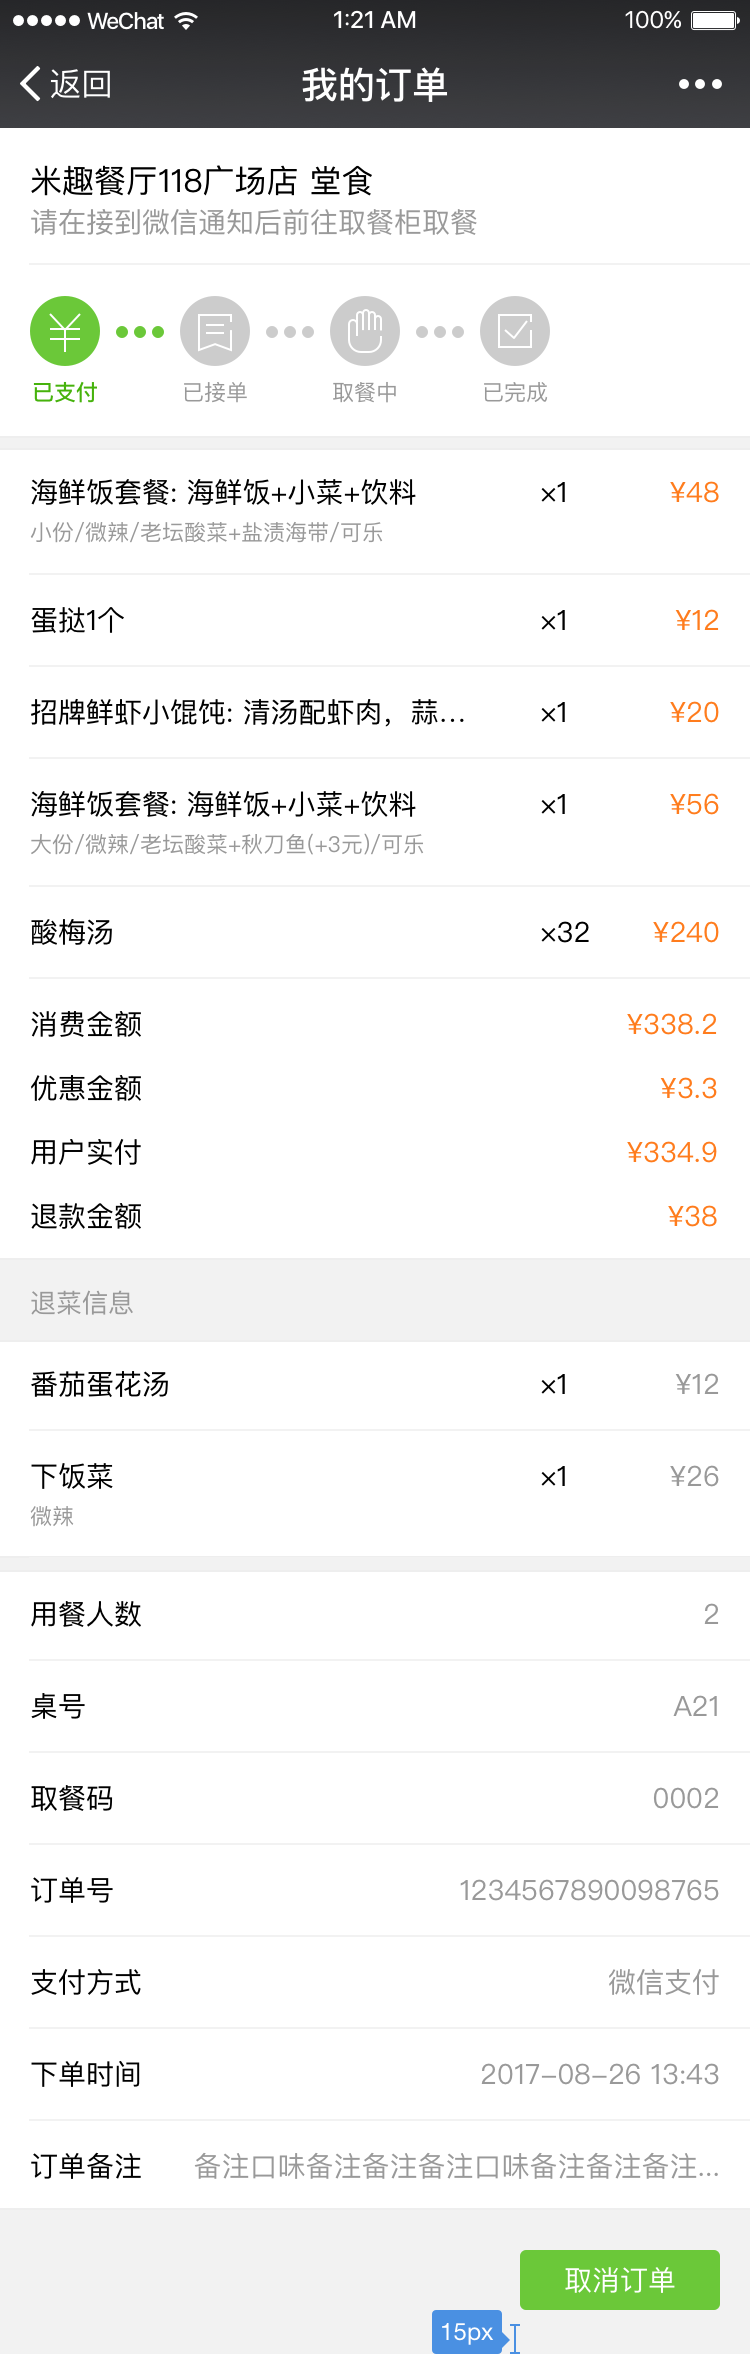 WeChat 1:21 AM 100%
返回 我的订单
米趣餐厅118广场店 堂食
请在接到微信通知后前往取餐柜取餐
已支付 已接单 取餐中 已完成
海鲜饭套餐: 海鲜饭+小菜+饮料 ×1 ¥48
小份/微辣/老坛酸菜+盐渍海带/可乐
蛋挞1个 ×1 ¥12
招牌鲜虾小馄饨: 清汤配虾肉，蒜... ×1 ¥20
海鲜饭套餐: 海鲜饭+小菜+饮料 ×1 ¥56
大份/微辣/老坛酸菜+秋刀鱼(+3元)/可乐
酸梅汤 ×32 ¥240
消费金额 ¥338.2
优惠金额 ¥3.3
用户实付 ¥334.9
退款金额 ¥38
退菜信息
番茄蛋花汤 ×1 ¥12
下饭菜 ×1 ¥26
微辣
用餐人数 2
桌号 A21
取餐码 0002
订单号 1234567890098765
支付方式 微信支付
下单时间 2017-08-26 13:43
订单备注 备注口味备注备注备注口味备注备注备注...
取消订单
15px